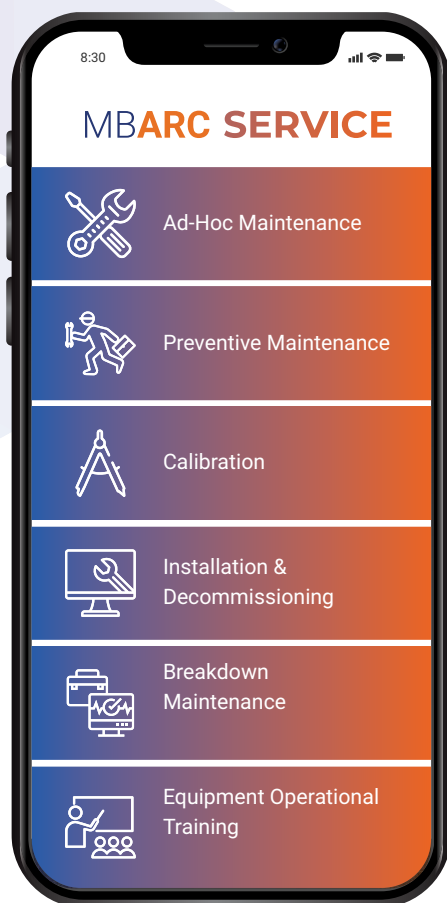 8:30
MBARC SERVICE
Ad-Hoc Maintenance
Preventive Maintenance
Calibration
Installation &
Decommissioning
Breakdown
Maintenance
Equipment Operational
Training